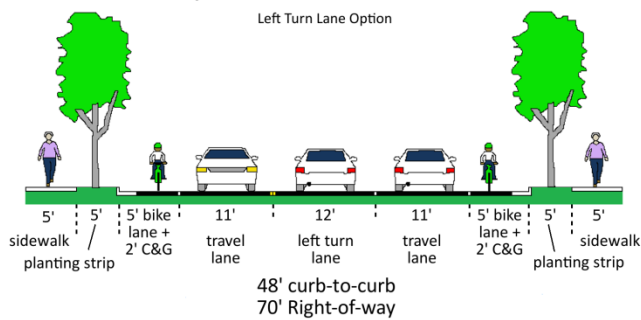 Left Turn Lane Option
5' 5' 5' bike 11' 12' 11' 5' bike 5' 5'
sidewalk lane + travel left turn travel lane + sidewalk
planting strip 2' C&G lane lane lane 2' C&G planting strip
48' curb-to-curb
70' Right-of-way